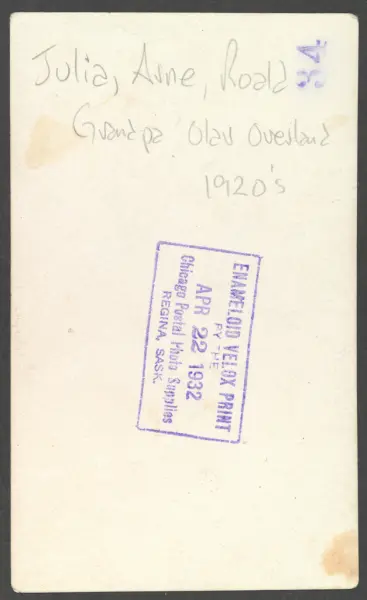 Julia, Arne, Roald
34
Grandpa Olav Overland
1920's
ENAMELOID VELOX PRINT
BY THE
APR 22 1932
Chicago Postal Photo Supplies
REGINA, SASK.